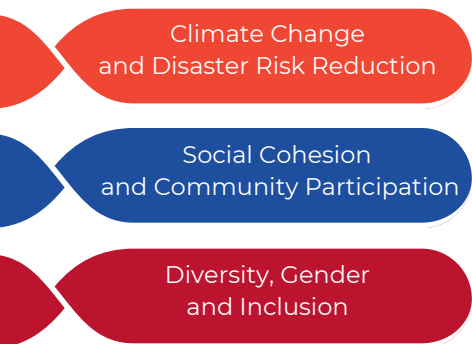 Climate Change
and Disaster Risk Reduction
Social Cohesion
and Community Participation
Diversity, Gender
and Inclusion